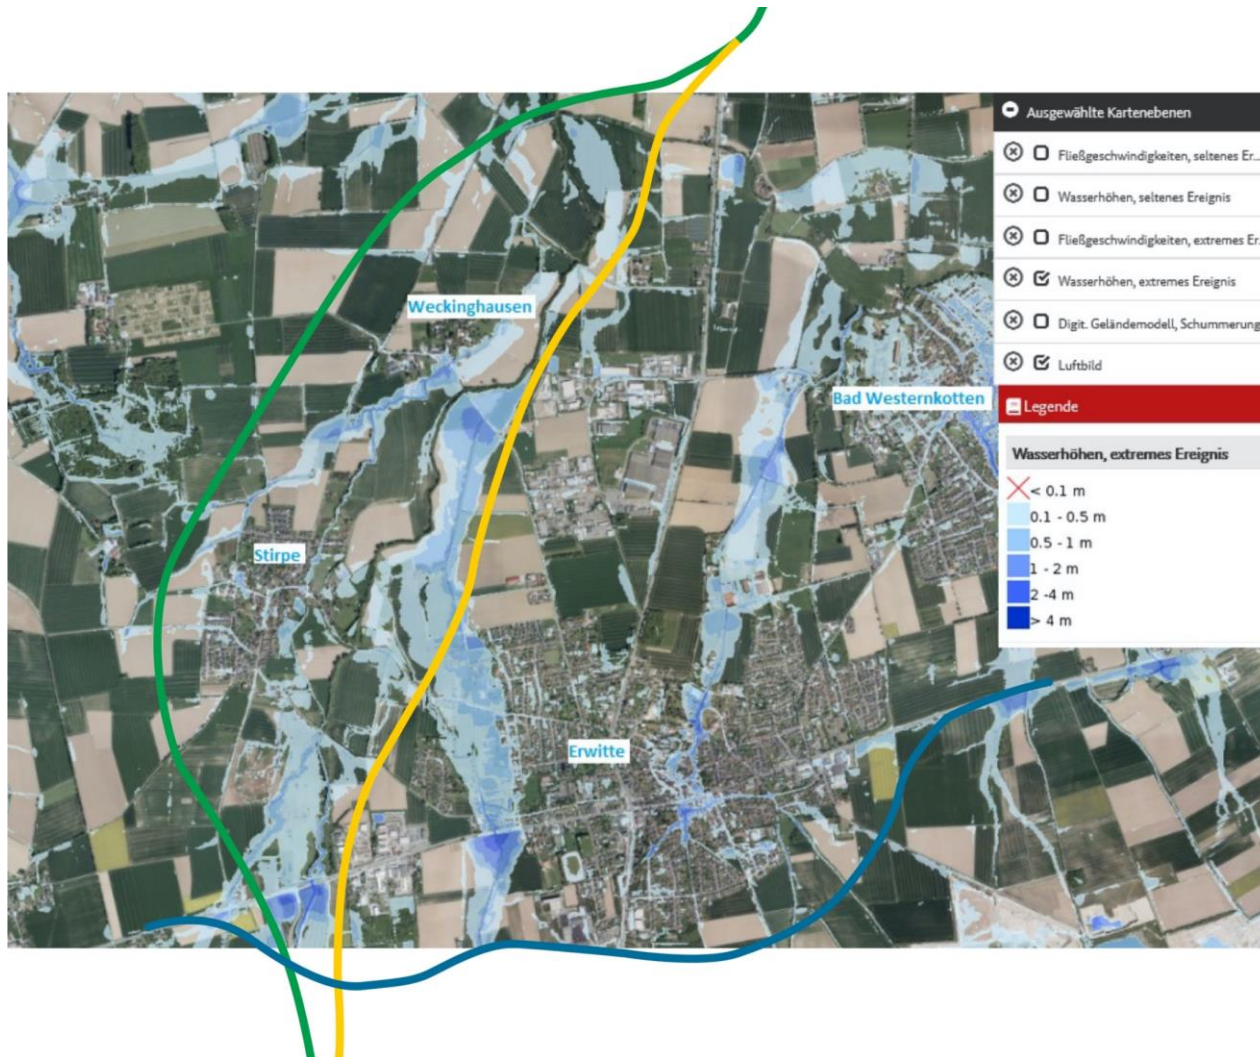 Ausgewählte Kartenebenen
Fließgeschwindigkeiten, seltenes Er...
Wasserhöhen, seltenes Ereignis
Fließgeschwindigkeiten, extremes Er.
Wasserhöhen, extremes Ereignis
Digit. Geländemodell, Schummerung
Luftbild
Legende
Wasserhöhen, extremes Ereignis
< 0.1 m
0.1 - 0.5 m
0.5 - 1 m
1 - 2 m
2 -4 m
> 4 m
Weckinghausen
Bad Westernkotten
Stirpe
Erwitte